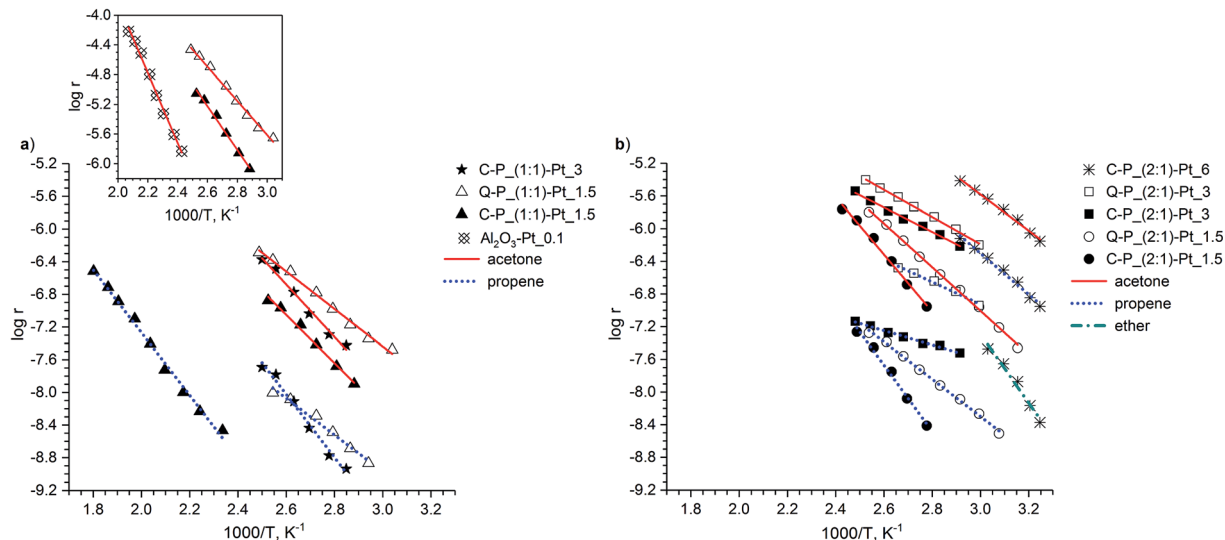 -4.0
-4.4
-4.8
-5.2
-5.6
-6.0
log r
2.0 2.2 2.4 2.6 2.8 3.0
1000/T, K⁻¹
a)
-5.2
-5.6
-6.0
-6.4
-6.8
-7.2
-7.6
-8.0
-8.4
-8.8
-9.2
log r
1.8 2.0 2.2 2.4 2.6 2.8 3.0 3.2
1000/T, K⁻¹
C-P_(1:1)-Pt_3
Q-P_(1:1)-Pt_1.5
C-P_(1:1)-Pt_1.5
Al₂O₃-Pt_0.1
acetone
propene
b)
-5.2
-5.6
-6.0
-6.4
-6.8
-7.2
-7.6
-8.0
-8.4
-8.8
-9.2
log r
1.8 2.0 2.2 2.4 2.6 2.8 3.0 3.2
1000/T, K⁻¹
C-P_(2:1)-Pt_6
Q-P_(2:1)-Pt_3
C-P_(2:1)-Pt_3
Q-P_(2:1)-Pt_1.5
C-P_(2:1)-Pt_1.5
acetone
propene
ether